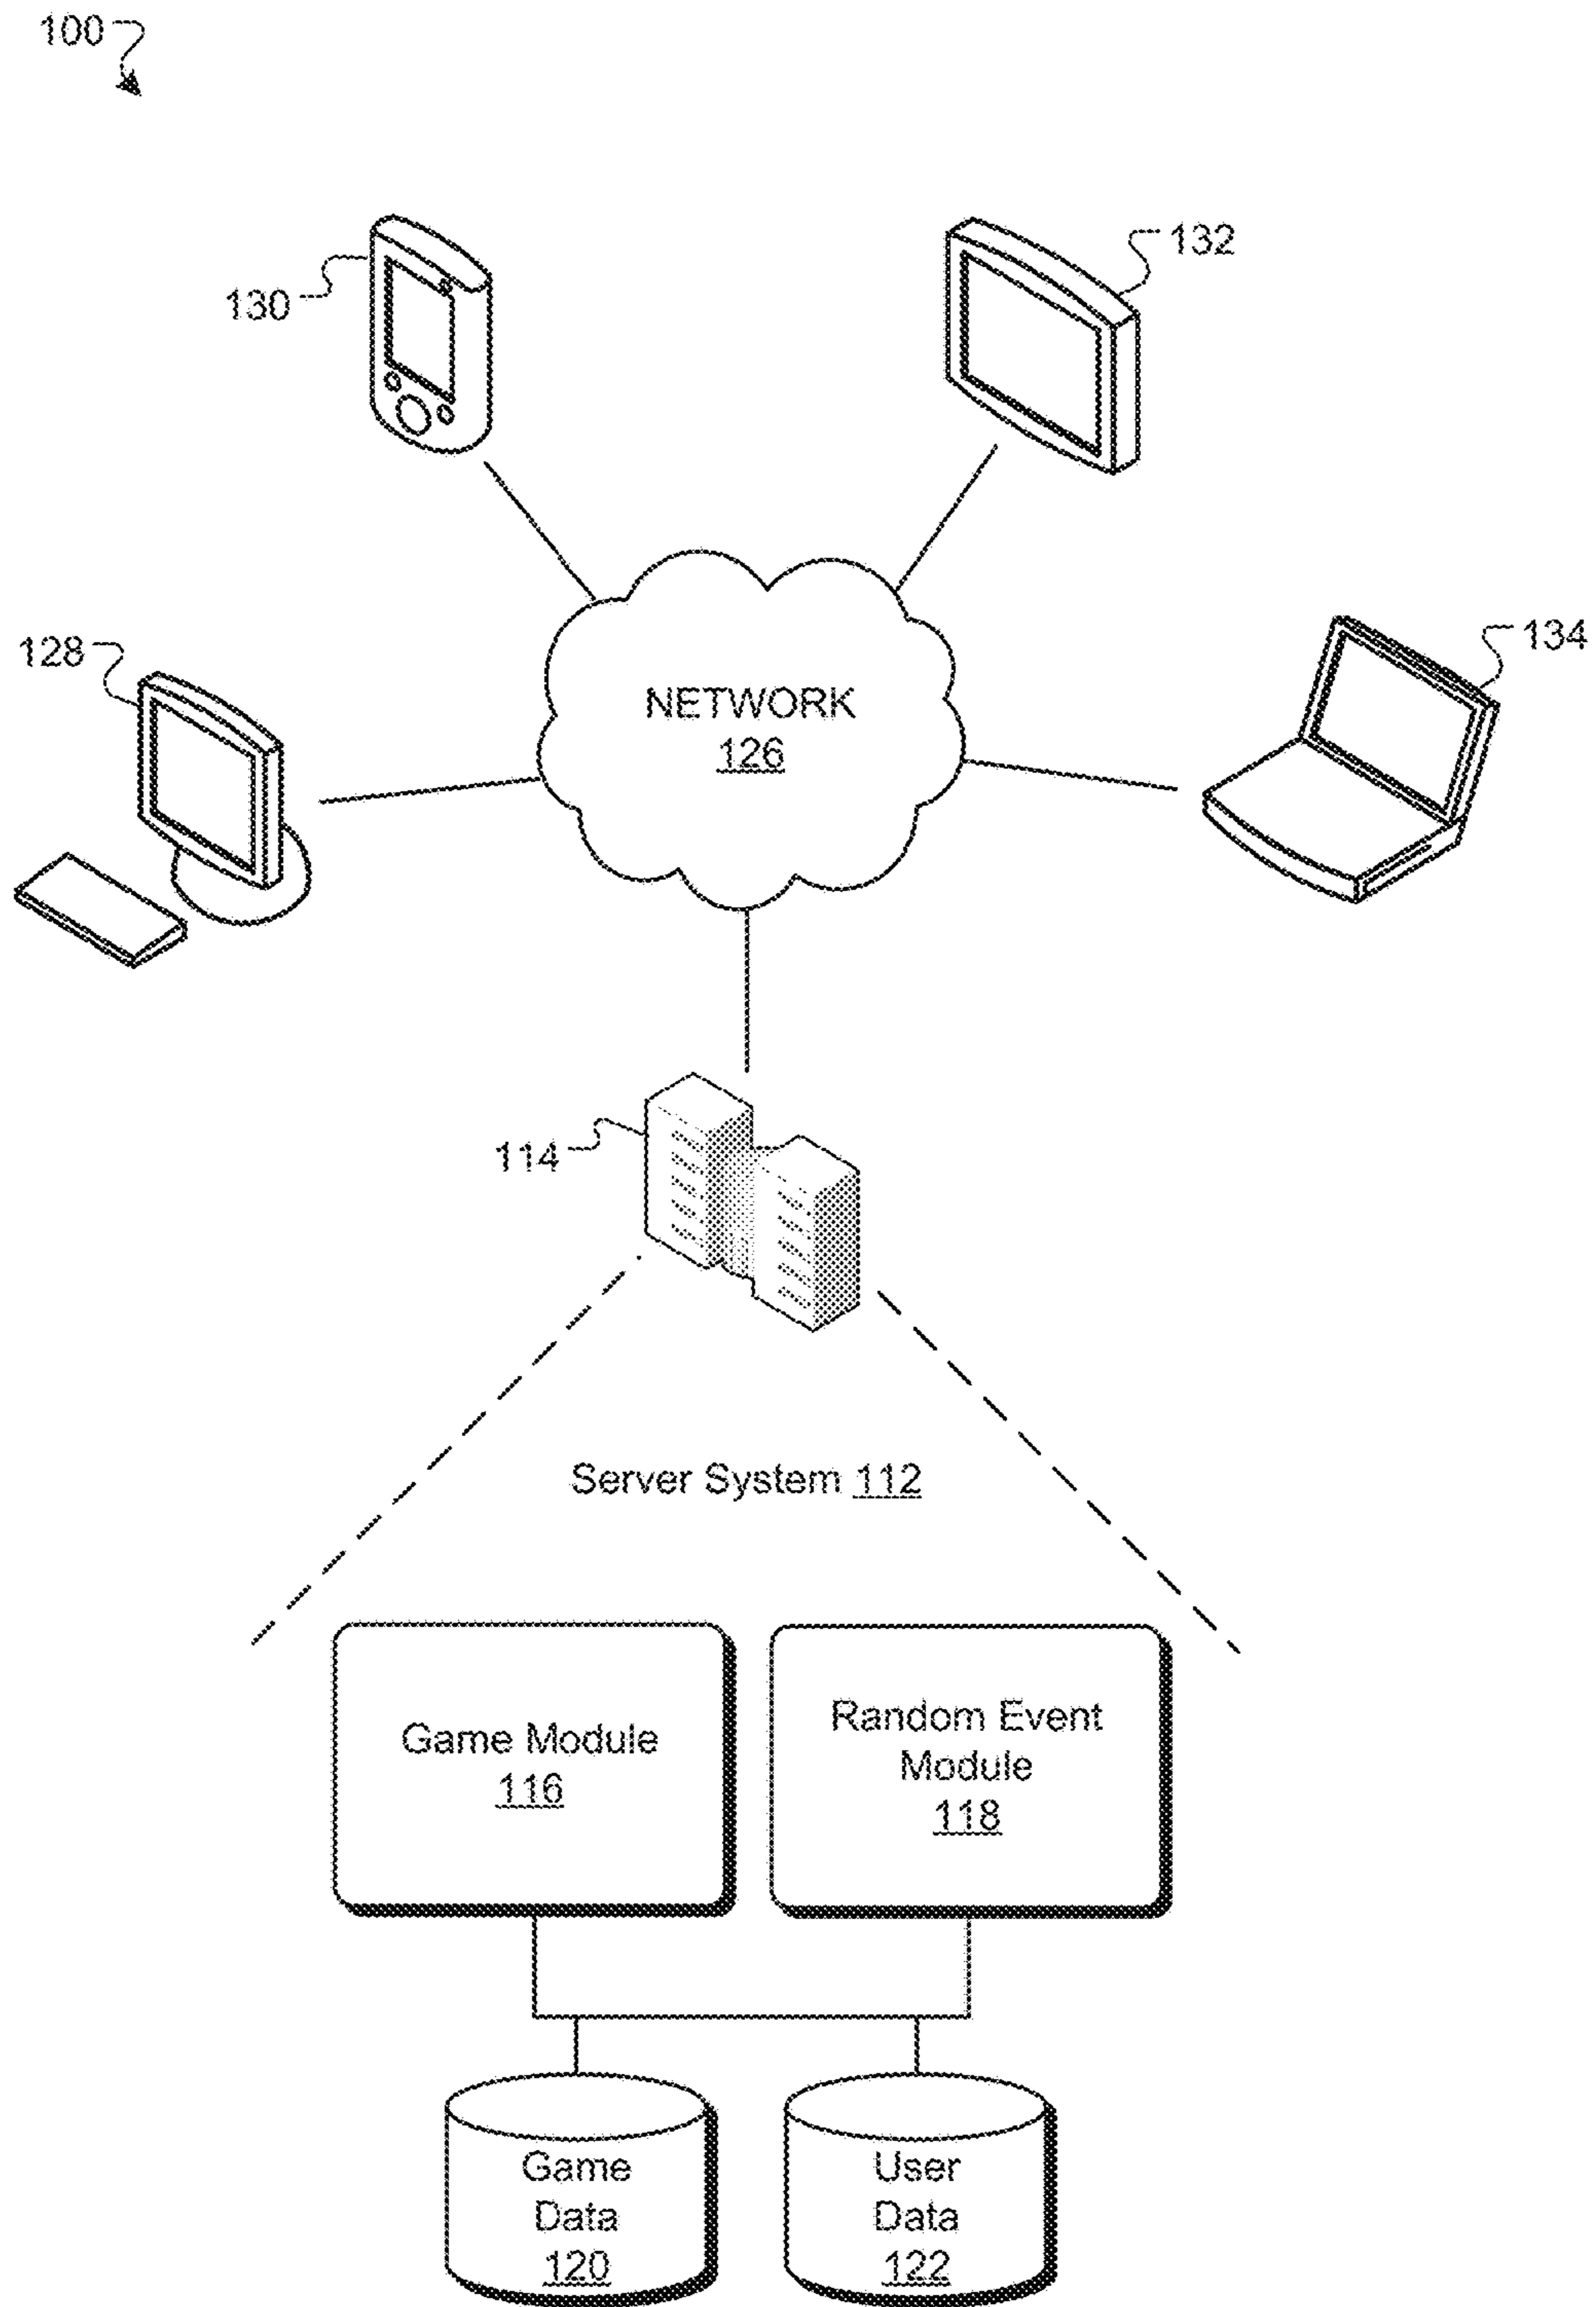 100
130
132
128
134
NETWORK
126
114
Server System 112
Game Module
116
Random Event
Module
118
Game
Data
120
User
Data
122